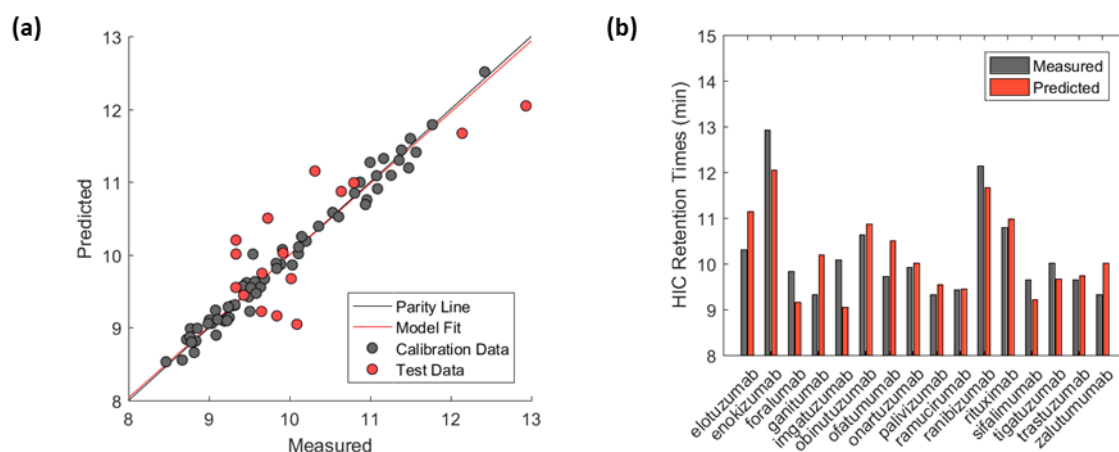 (a)
13
12
11
10
9
8
Predicted
8 9 10 11 12 13
Measured
Parity Line
Model Fit
Calibration Data
Test Data
(b)
15
14
13
12
11
10
9
8
HIC Retention Times (min)
Measured
Predicted
elotuzumab
enokizumab
foralumab
ganitumab
imgatuzumab
obinutuzumab
ofatumumab
onartuzumab
palivizumab
ramucirumab
ranibizumab
rituximab
sifalimumab
tigatuzumab
trastuzumab
zalutumumab